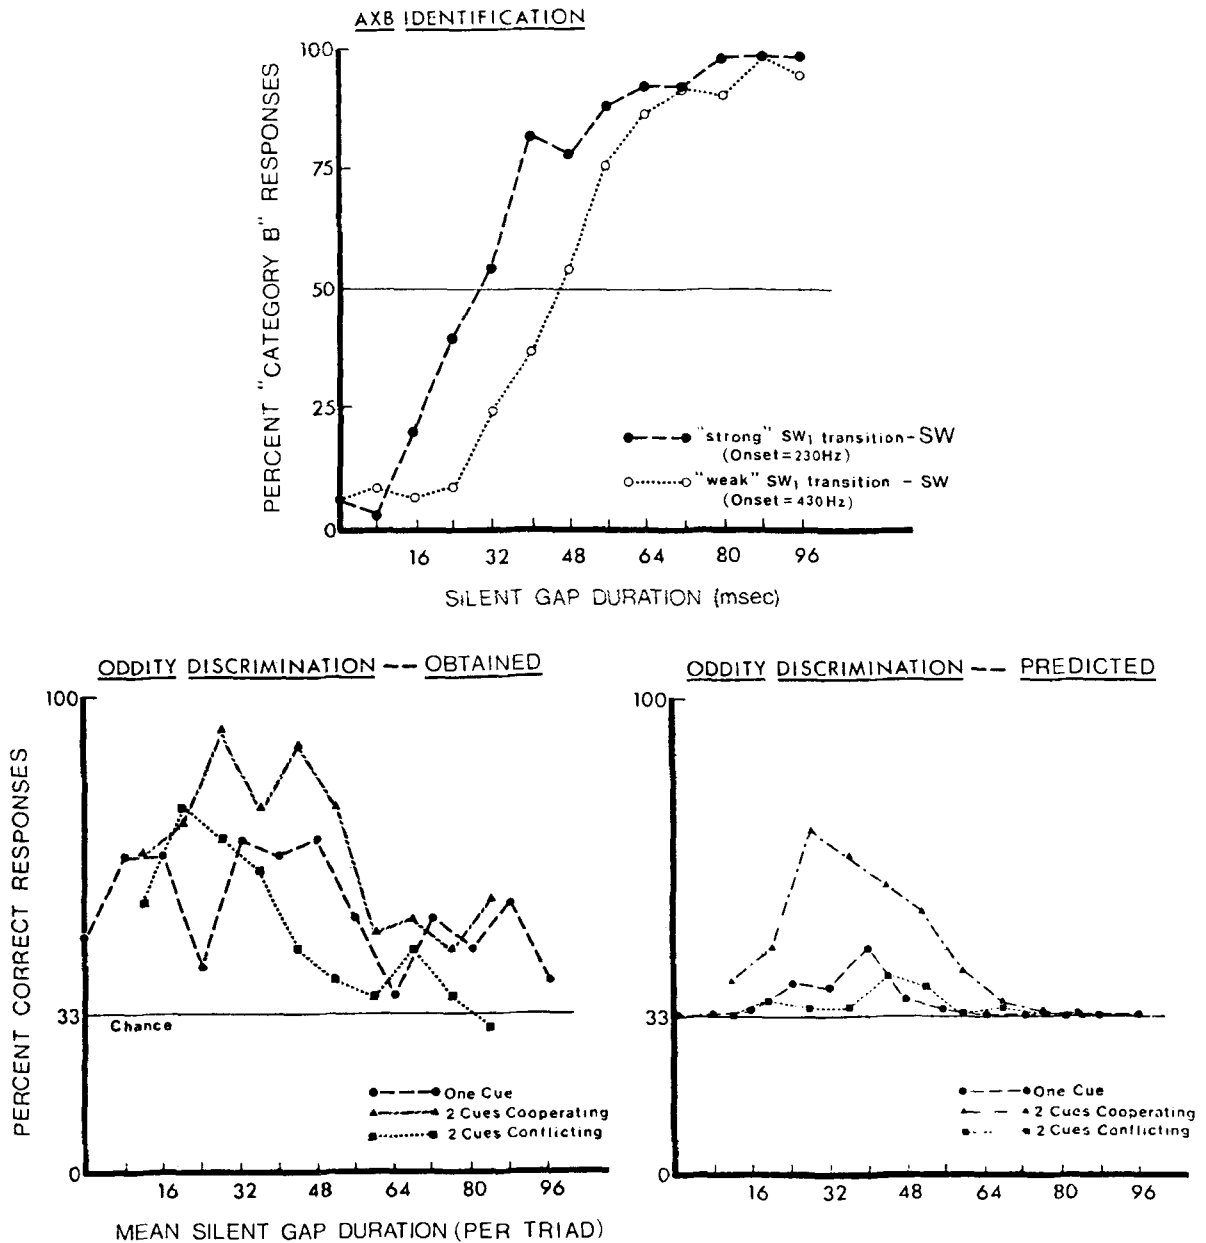 AXB IDENTIFICATION
PERCENT "CATEGORY B" RESPONSES
100
75
50
25
0
"strong" SW1 transition - SW
(Onset = 230Hz)
"weak" SW1 transition - SW
(Onset = 430Hz)
16 32 48 64 80 96
SILENT GAP DURATION (msec)
ODDITY DISCRIMINATION -- OBTAINED
PERCENT CORRECT RESPONSES
100
33
0
Chance
One Cue
2 Cues Cooperating
2 Cues Conflicting
16 32 48 64 80 96
MEAN SILENT GAP DURATION (PER TRIAD)
ODDITY DISCRIMINATION -- PREDICTED
100
33
0
One Cue
2 Cues Cooperating
2 Cues Conflicting
16 32 48 64 80 96